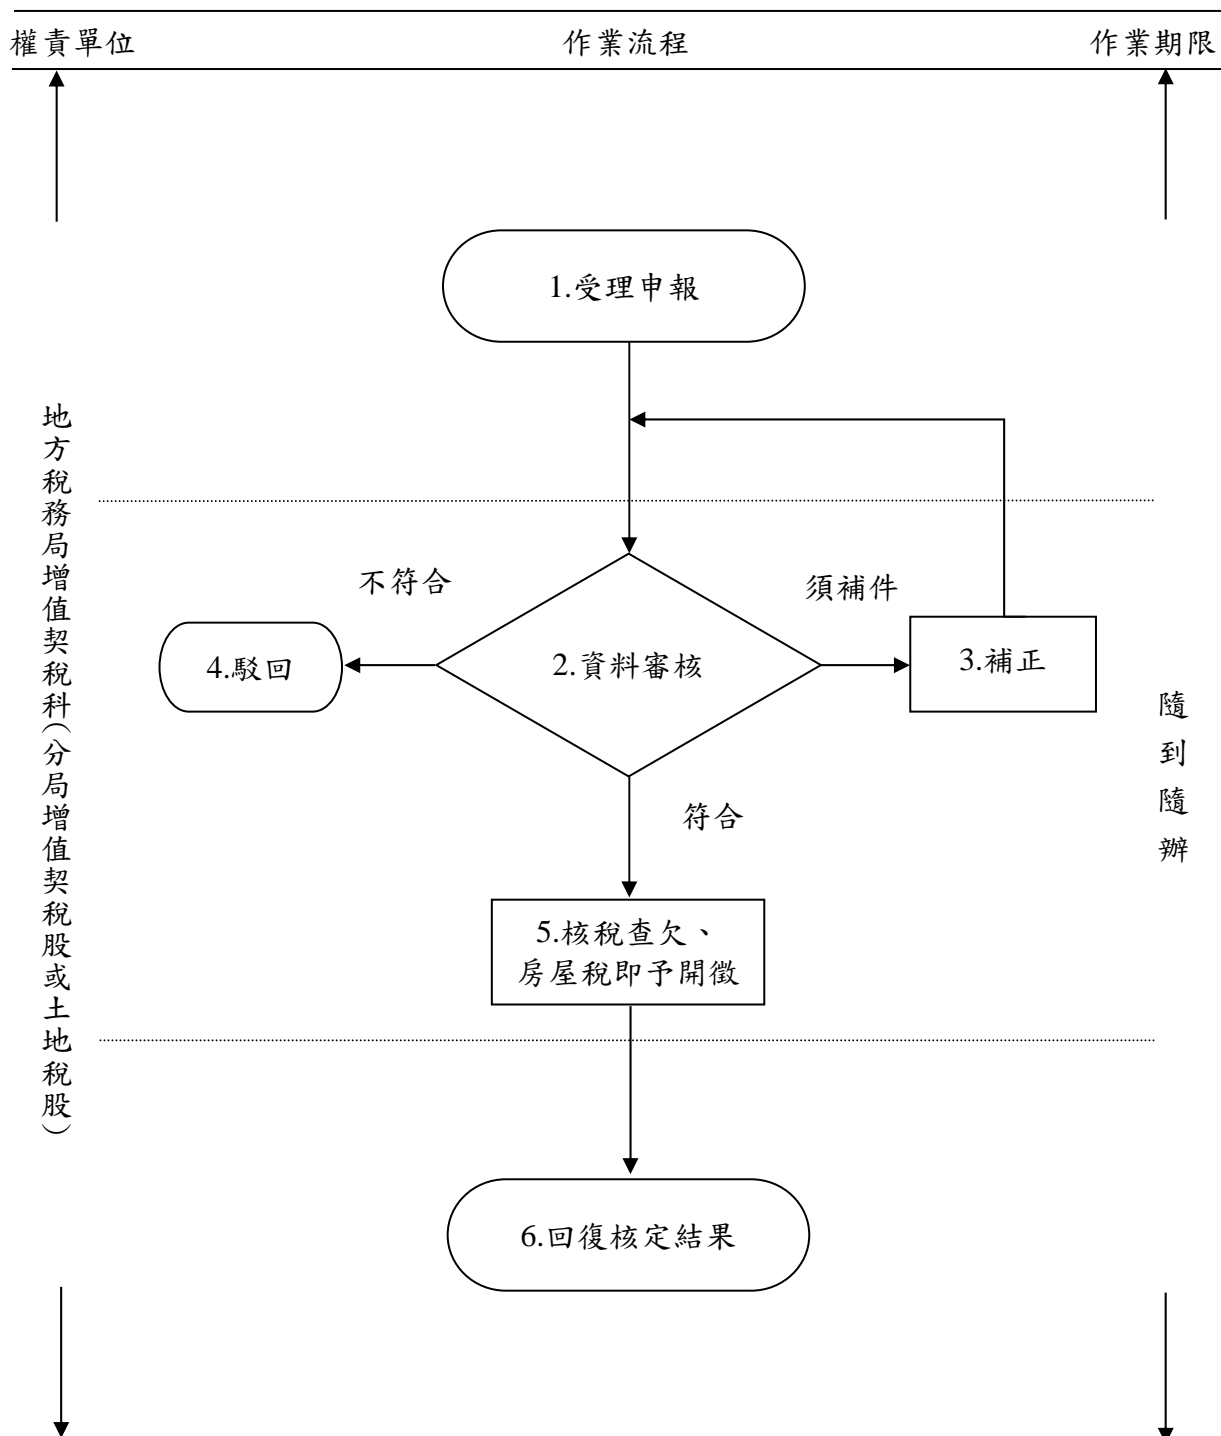 權責單位
作業流程
作業期限
1.受理申報
地方稅務局增值契稅科（分局增值契稅股或土地稅股）
不符合
須補件
4.駁回
2.資料審核
3.補正
隨到隨辦
符合
5.核稅查欠、
房屋稅即予開徵
6.回復核定結果